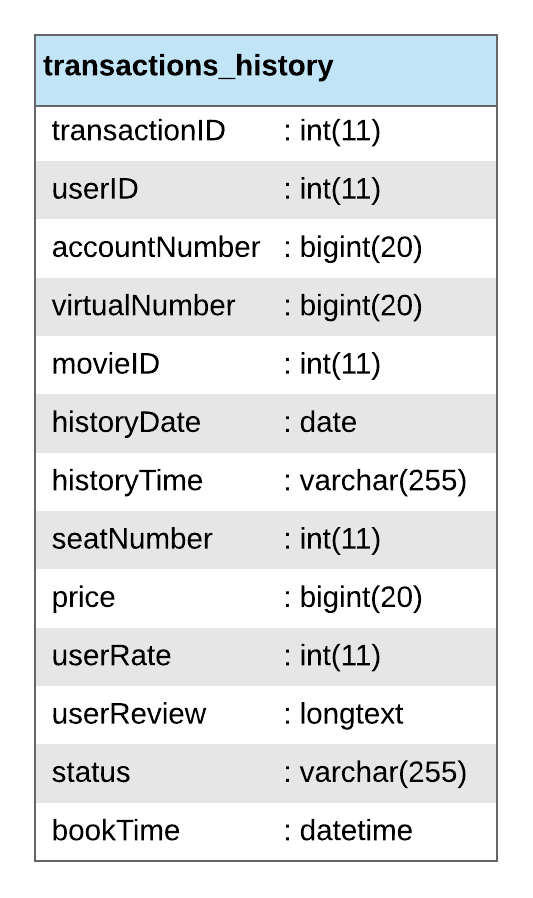 transactions_history
transactionID : int(11)
userID : int(11)
accountNumber : bigint(20)
virtualNumber : bigint(20)
movieID : int(11)
historyDate : date
historyTime : varchar(255)
seatNumber : int(11)
price : bigint(20)
userRate : int(11)
userReview : longtext
status : varchar(255)
bookTime : datetime